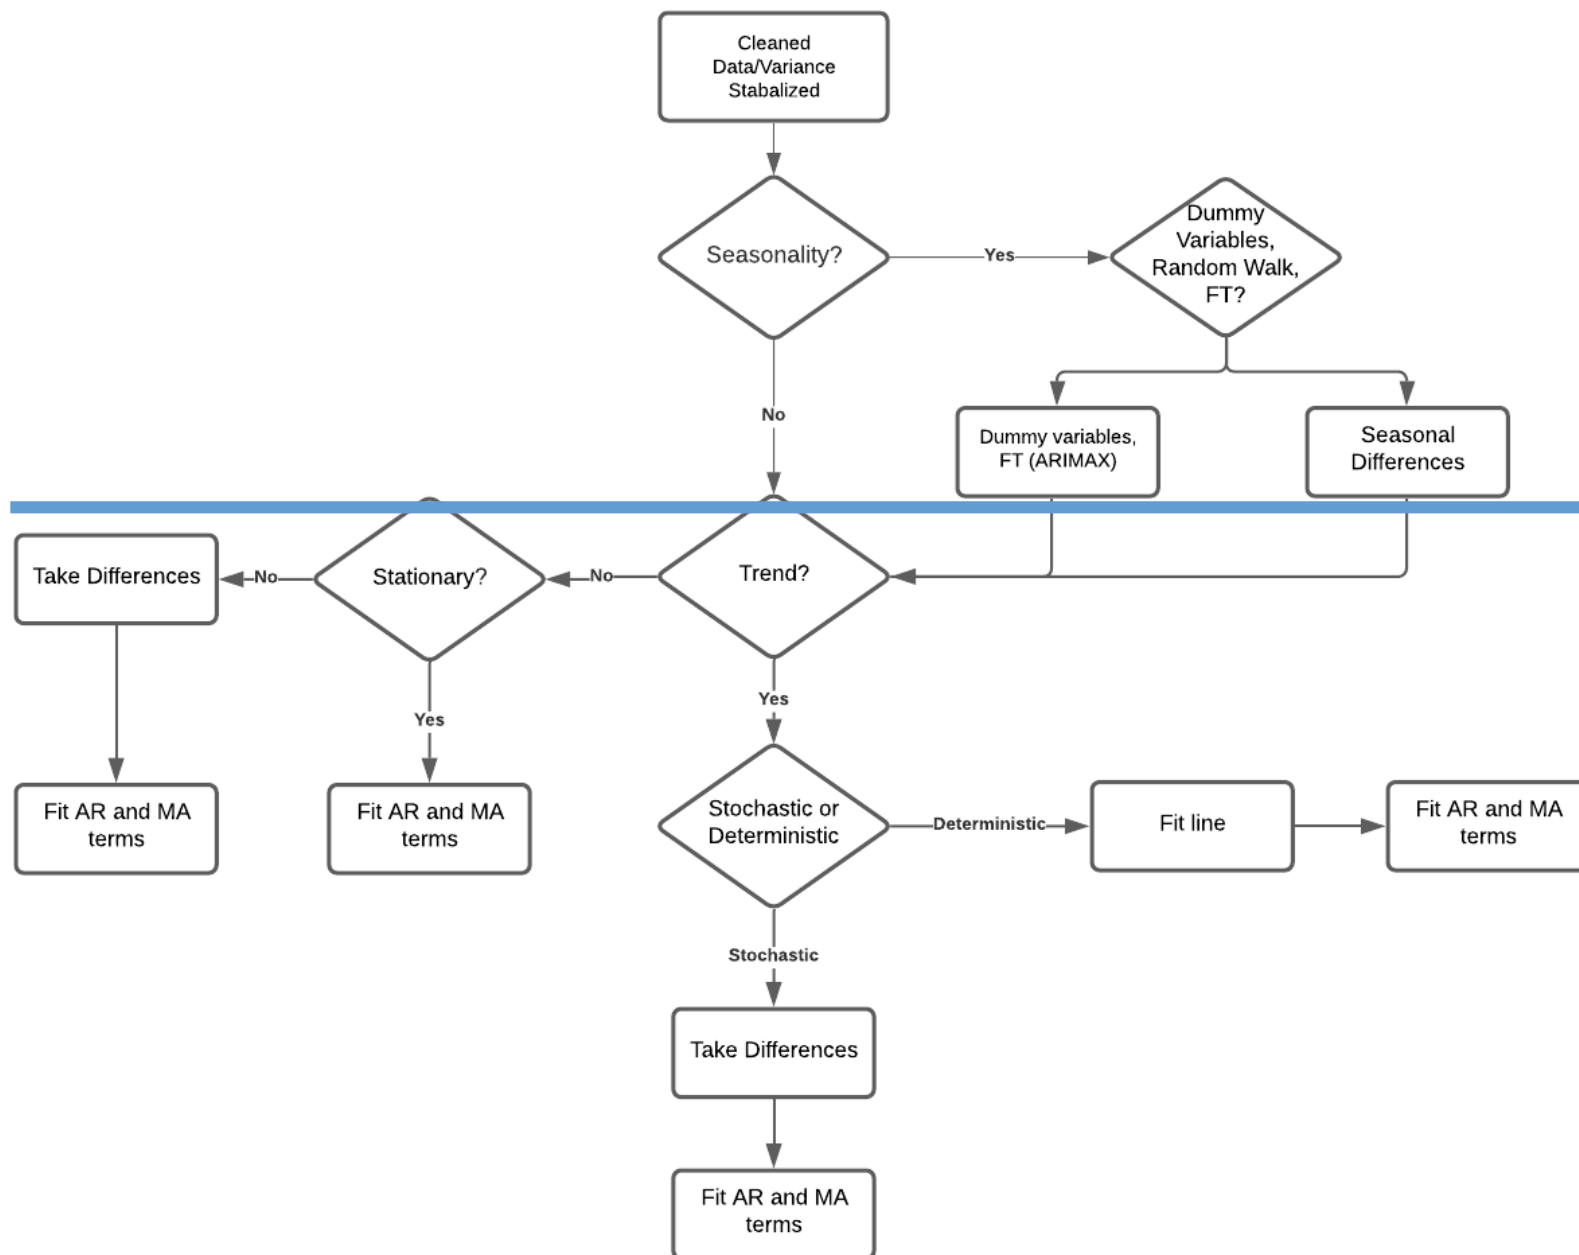 Cleaned
Data/Variance
Stabalized
Seasonality?
Yes
Dummy
Variables,
Random Walk,
FT?
No
Dummy variables,
FT (ARIMAX)
Seasonal
Differences
Take Differences
No
Stationary?
No
Trend?
Yes
Yes
Fit AR and MA
terms
Fit AR and MA
terms
Stochastic or
Deterministic
Deterministic
Fit line
Fit AR and MA
terms
Stochastic
Take Differences
Fit AR and MA
terms